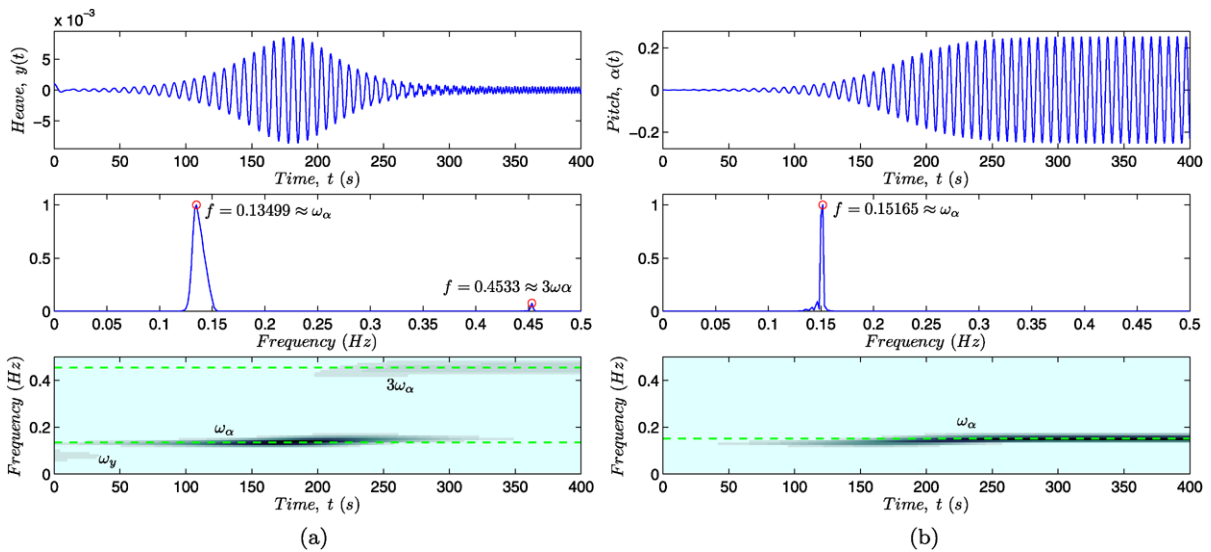 x 10⁻³
Heave, y(t)
5
0
−5
0 50 100 150 200 250 300 350 400
Time, t (s)
1
0.5
0
f = 0.13499 ≈ ω_α
f = 0.4533 ≈ 3ωα
0 0.05 0.1 0.15 0.2 0.25 0.3 0.35 0.4 0.45 0.5
Frequency (Hz)
Frequency (Hz)
0.4
0.2
0
3ω_α
ω_α
ω_y
0 50 100 150 200 250 300 350 400
Time, t (s)
(a)
Pitch, α(t)
0.2
0
−0.2
0 50 100 150 200 250 300 350 400
Time, t (s)
1
0.5
0
f = 0.15165 ≈ ω_α
0 0.05 0.1 0.15 0.2 0.25 0.3 0.35 0.4 0.45 0.5
Frequency (Hz)
Frequency (Hz)
0.4
0.2
0
ω_α
0 50 100 150 200 250 300 350 400
Time, t (s)
(b)